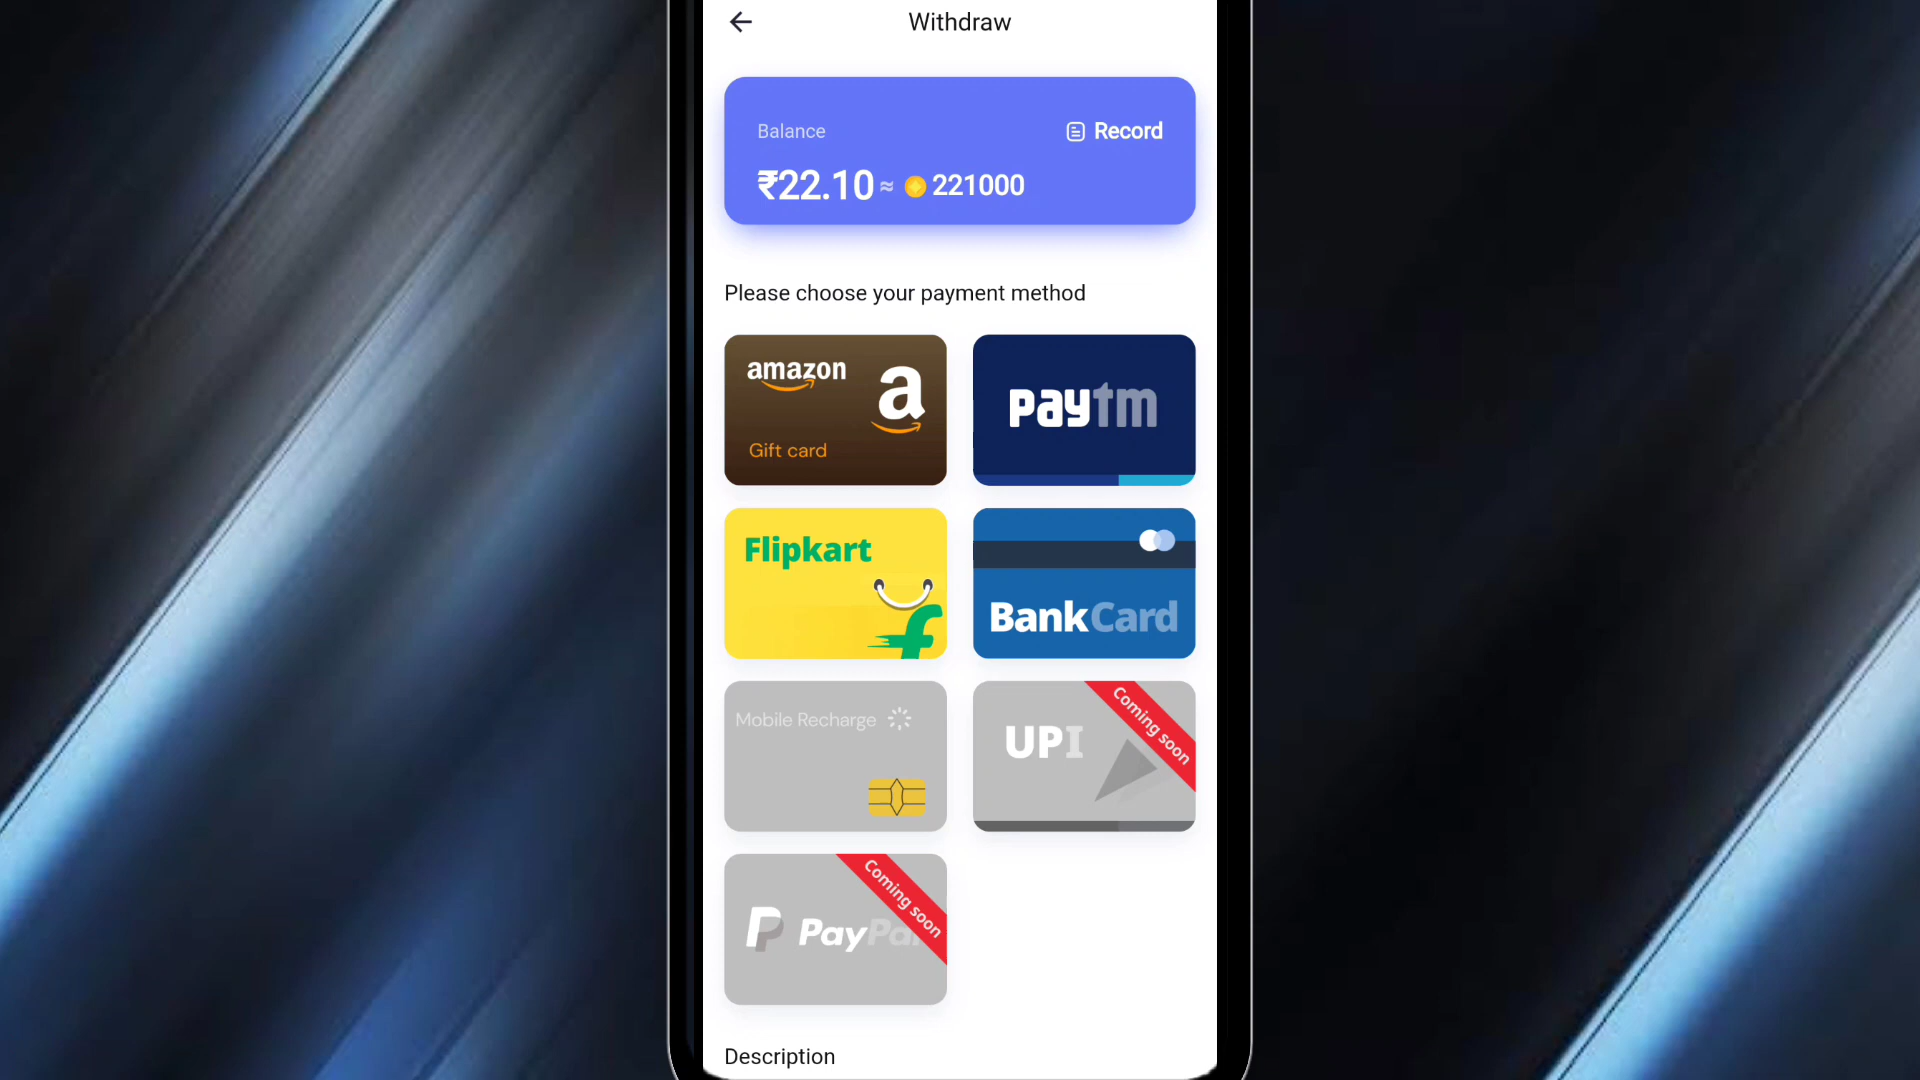 Withdraw
Balance
Record
₹22.10 ≈ 221000
Please choose your payment method
amazon
a
Gift card
paytm
Flipkart
f
BankCard
Mobile Recharge
UPI
Coming soon
P PayPal
Coming soon
Description